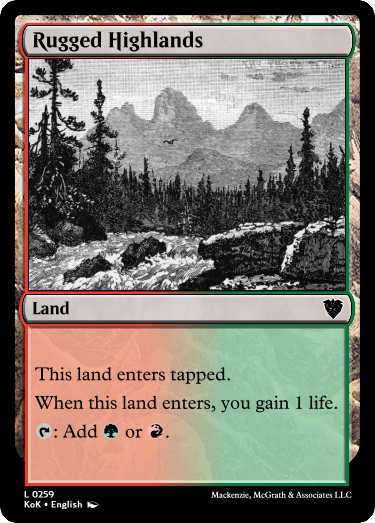 Rugged Highlands
Land
This land enters tapped.
When this land enters, you gain 1 life.
: Add or .
L 0259
KoK • English
Mackenzie, McGrath & Associates LLC